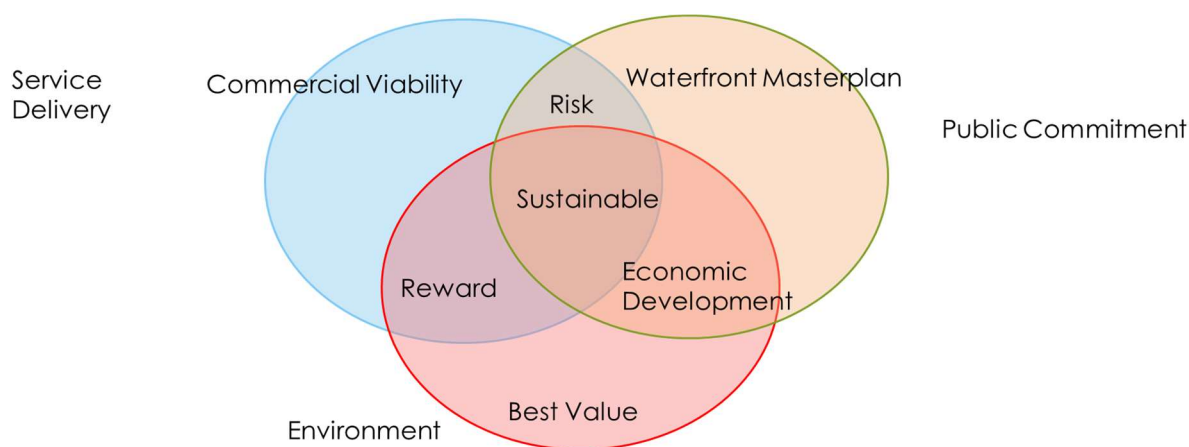 Service
Delivery
Commercial Viability
Waterfront Masterplan
Risk
Public Commitment
Sustainable
Reward
Economic
Development
Best Value
Environment